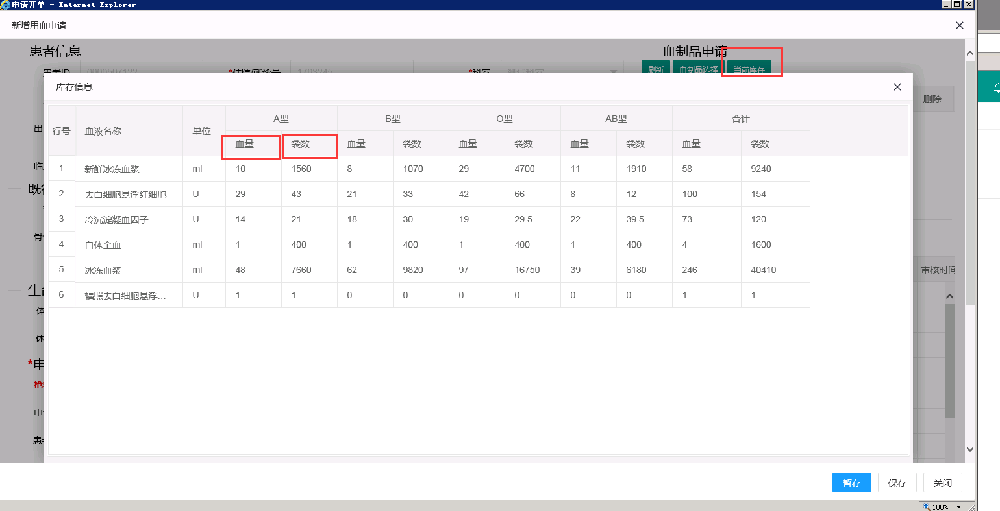 申请开单 - Internet Explorer
新增用血申请
患者信息
血制品申请
患者ID 0000507122 *住院/就诊号 1703245 *科室 测试科室
刷新 血制品选择 当前库存
库存信息
删除
行号 血液名称 单位 A型 B型 O型 AB型 合计
血量 袋数 血量 袋数 血量 袋数 血量 袋数 血量 袋数
1 新鲜冰冻血浆 ml 10 1560 8 1070 29 4700 11 1910 58 9240
2 去白细胞悬浮红细胞 U 29 43 21 33 42 66 8 12 100 154
3 冷沉淀凝血因子 U 14 21 18 30 19 29.5 22 39.5 73 120
4 自体全血 ml 1 400 1 400 1 400 1 400 4 1600
5 冰冻血浆 ml 48 7660 62 9820 97 16750 39 6180 246 40410
6 辐照去白细胞悬浮... U 1 1 0 0 0 0 0 0 1 1
出
临
既往
骨
审核时间
生命
体
体
*申
抢
申
患
暂存 保存 关闭
100%